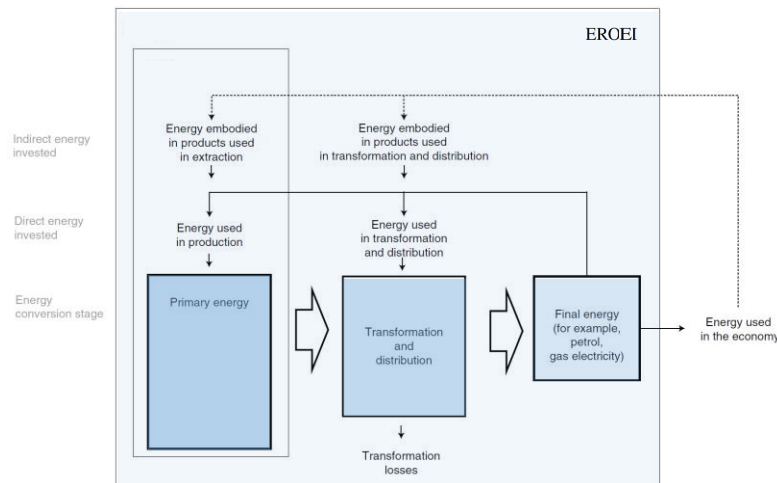 EROEI
Indirect energy
invested
Energy embodied
in products used
in extraction
Energy embodied
in products used
in transformation and distribution
Direct energy
invested
Energy used
in production
Energy used
in transformation
and distribution
Energy
conversion stage
Primary energy
Transformation
and
distribution
Final energy
(for example,
petrol,
gas electricity)
Energy used
in the economy
Transformation
losses